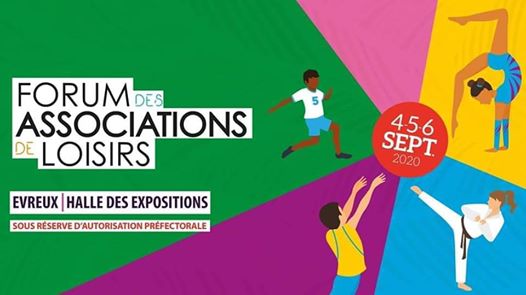 FORUM DES
ASSOCIATIONS
DE LOISIRS
EVREUX | HALLE DES EXPOSITIONS
SOUS RÉSERVE D'AUTORISATION PRÉFECTORALE
4 5 6
SEPT.
2020
5